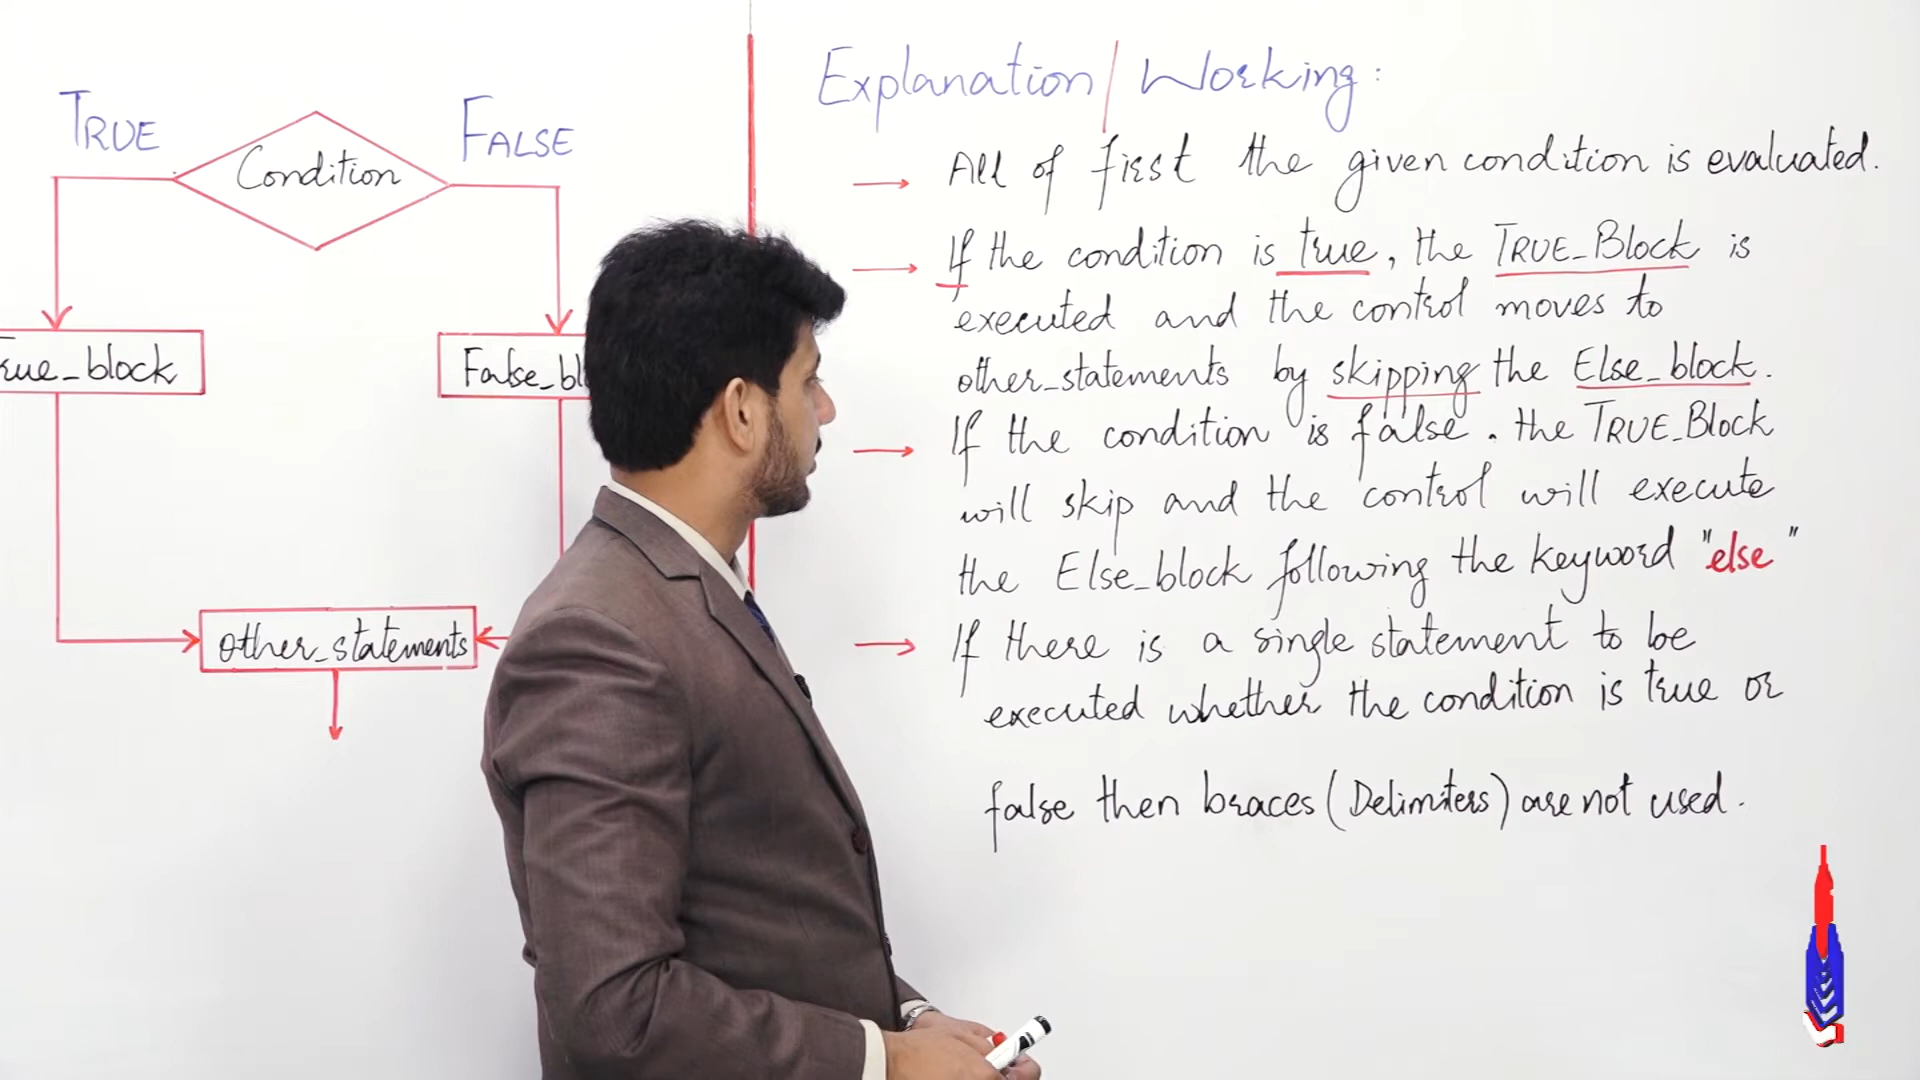 TRUE
Condition
FALSE
rue_block
False_bl
other_statements
Explanation/Working:
All of first the given condition is evaluated.
If the condition is true, the TRUE_Block is
executed and the control moves to
other_statements by skipping the Else_block.
If the condition is false. the TRUE_Block
will skip and the control will execute
the Else_block following the keyword "else"
If there is a single statement to be
executed whether the condition is true or
false then braces (Delimiters) are not used.